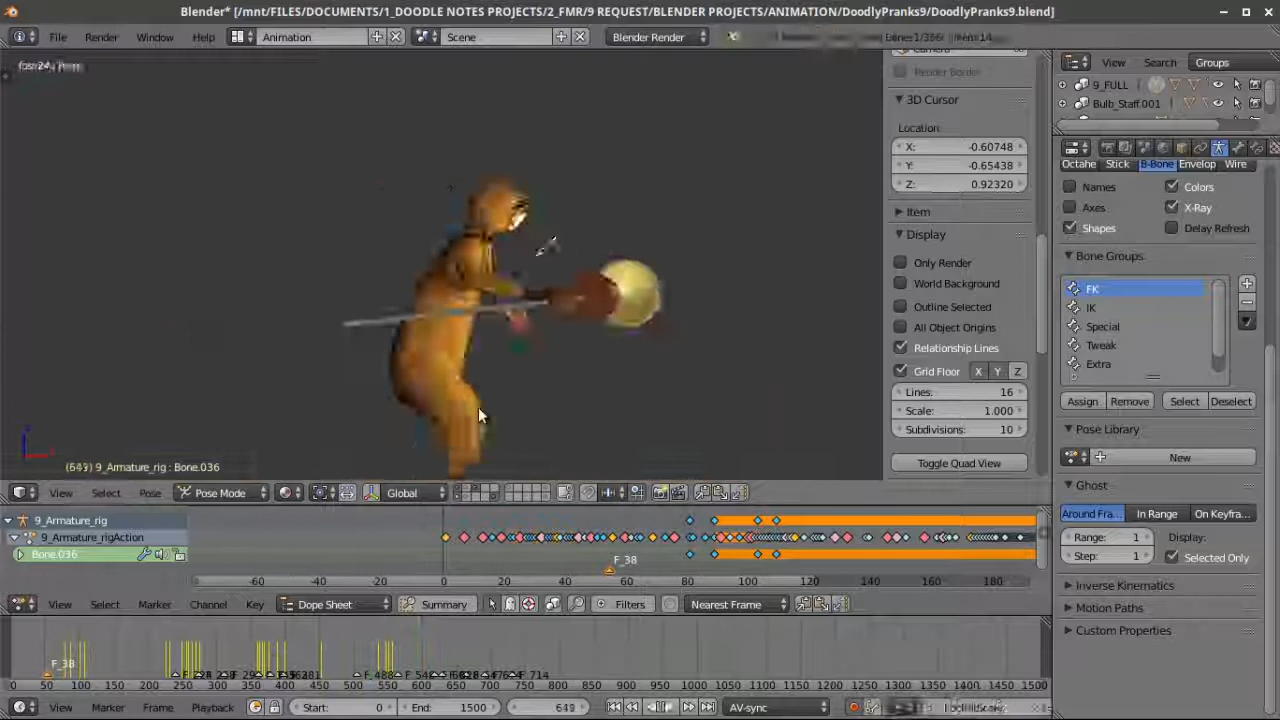 Blender* [/mnt/FILES/DOCUMENTS/1_DOODLE NOTES PROJECTS/2_FMR/9 REQUEST/BLENDER PROJECTS/ANIMATION/DoodlyPranks9/DoodlyPranks9.blend]
File Render Window Help Animation Scene Blender Render
View Search Groups
9_FULL
Bulb_Staff.001
Render Border
3D Cursor
Location:
X: -0.60748
Y: -0.65438
Z: 0.92320
Item
Display
Only Render
World Background
Outline Selected
All Object Origins
Relationship Lines
Grid Floor X Y Z
Lines: 16
Scale: 1.000
Subdivisions: 10
Toggle Quad View
Octahe Stick B-Bone Envelop Wire
Names Colors
Axes X-Ray
Shapes Delay Refresh
Bone Groups
FK
IK
Special
Tweak
Extra
Assign Remove Select Deselect
Pose Library
New
Ghost
Around Fra... In Range On Keyfra...
Range: 1 Display:
Step: 1 Selected Only
Inverse Kinematics
Motion Paths
Custom Properties
(649) 9_Armature_rig : Bone.036
View Select Pose Pose Mode Global
9_Armature_rig
9_Armature_rigAction
Bone.036
F_38
-60 -40 -20 0 20 40 60 80 100 120 140 160 180
View Select Marker Channel Key Dope Sheet Summary Filters Nearest Frame
F_38
F_714
0 50 100 150 200 250 300 350 400 450 500 550 600 650 700 750 800 850 900 950 1000 1050 1100 1150 1200 1250 1300 1350 1400 1450 1500
View Marker Frame Playback Start: 0 End: 1500 649 AV-sync